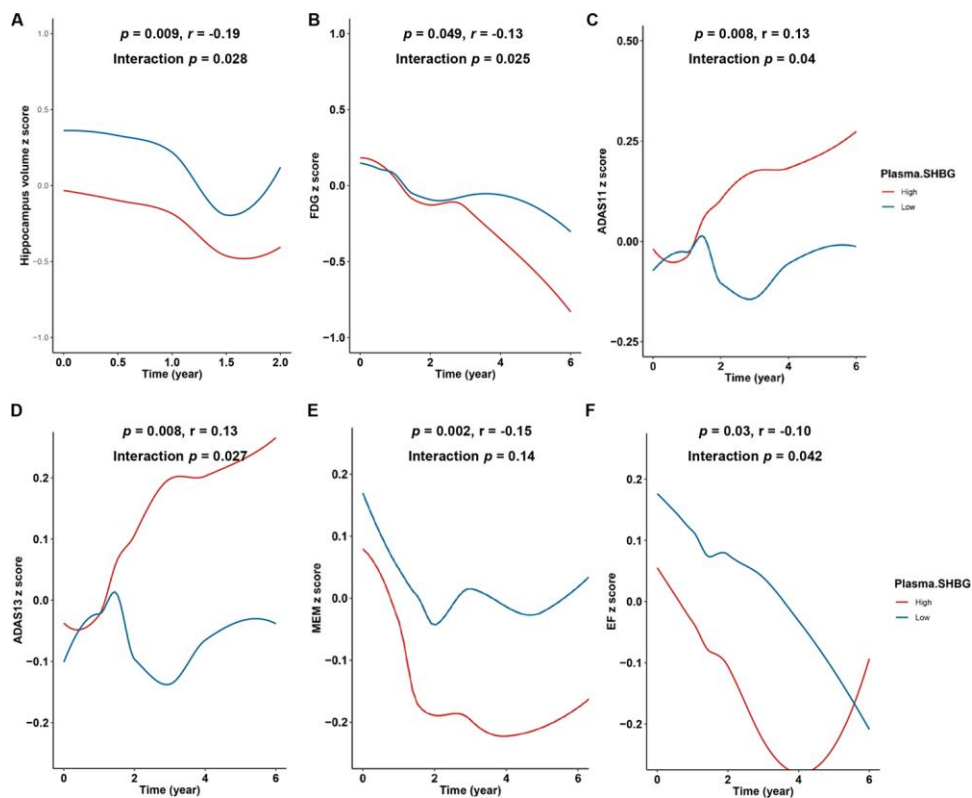 A
p = 0.009, r = -0.19
Interaction p = 0.028
Hippocampus volume z score
1.0
0.5
0.0
−0.5
−1.0
0.0 0.5 1.0 1.5 2.0
Time (year)
B
p = 0.049, r = -0.13
Interaction p = 0.025
FDG z score
1.0
0.5
0.0
−0.5
−1.0
0 2 4 6
Time (year)
C
p = 0.008, r = 0.13
Interaction p = 0.04
ADAS11 z score
0.50
0.25
0.00
−0.25
0 2 4 6
Time (year)
Plasma.SHBG
High
Low
D
p = 0.008, r = 0.13
Interaction p = 0.027
ADAS13 z score
0.2
0.1
0.0
−0.1
−0.2
0 2 4 6
Time (year)
E
p = 0.002, r = -0.15
Interaction p = 0.14
MEM z score
0.2
0.1
0.0
−0.1
−0.2
0 2 4 6
Time (year)
F
p = 0.03, r = -0.10
Interaction p = 0.042
EF z score
0.2
0.1
0.0
−0.1
−0.2
0 2 4 6
Time (year)
Plasma.SHBG
High
Low